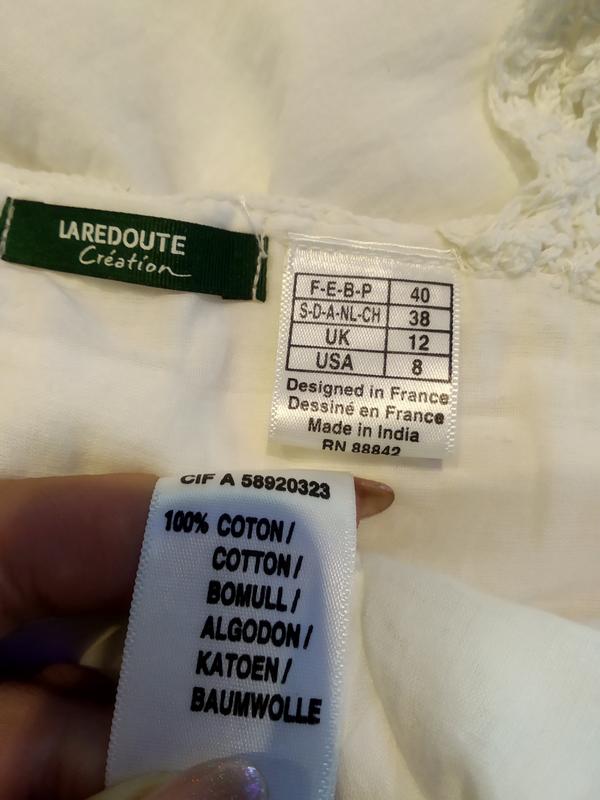 LAREDOUTE
Création
F-E-B-P 40
S-D-A-NL-CH 38
UK 12
USA 8
Designed in France
Dessiné en France
Made in India
RN 88842
CIF A 58920323
100% COTON/
COTTON/
BOMULL/
ALGODON/
KATOEN/
BAUMWOLLE